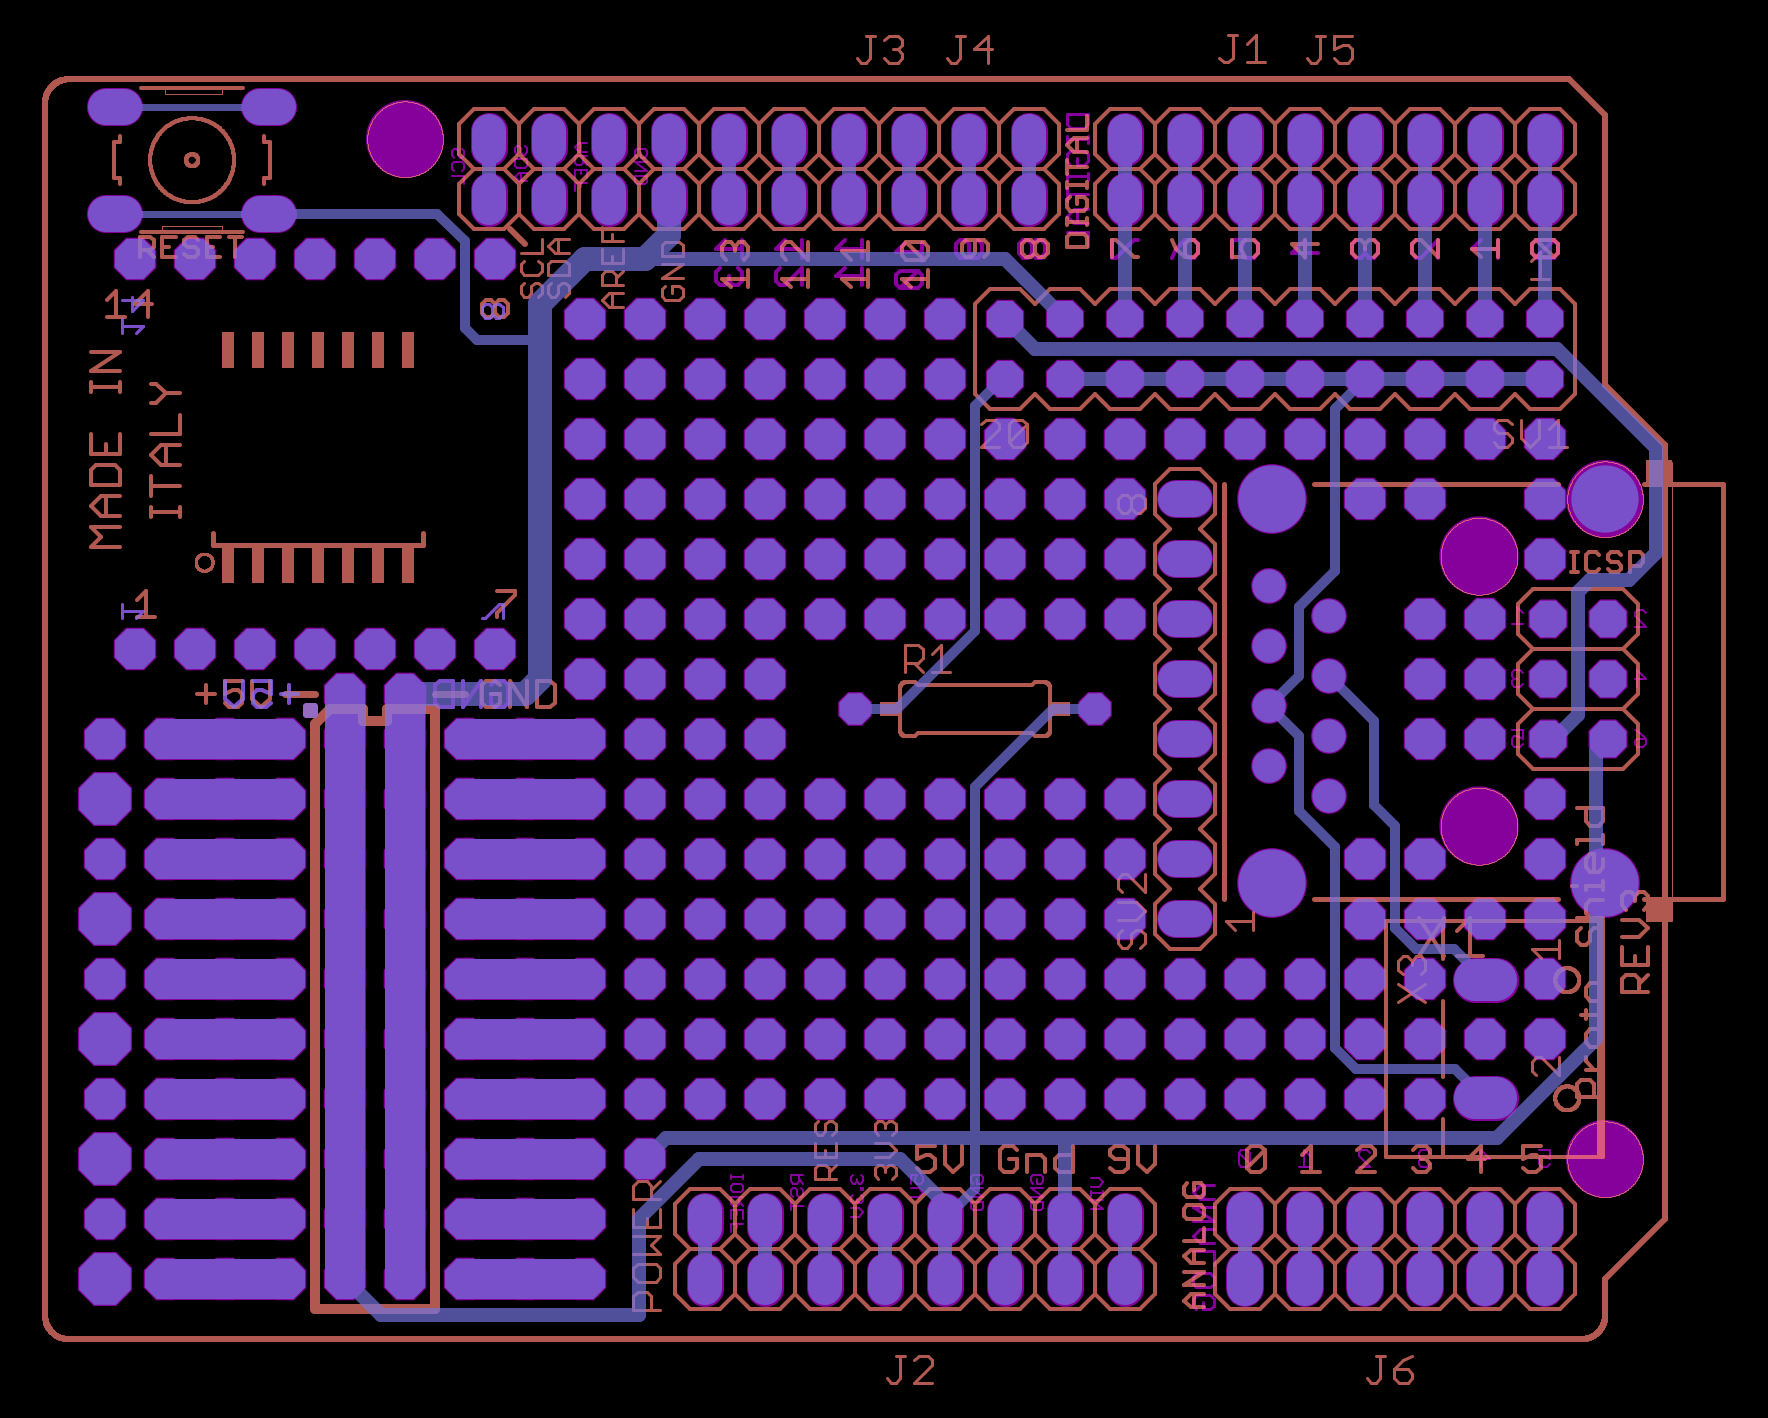 J3 J4 J1 J5
RESET
SCL
SDA
AREF
GND
13
12
11
10
9
8
DIGITAL
7
6
5
4
3
2
1
0
14
8
MADE IN
ITALY
20
SV1
8
ICSP
1
7
R1
+5V
GND
SV2
1
X1
X3
1
2
Proto Shield
REV3
RES
3V3
5V Gnd 9V
0 1 2 3 4 5
POWER
ANALOG
J2 J6